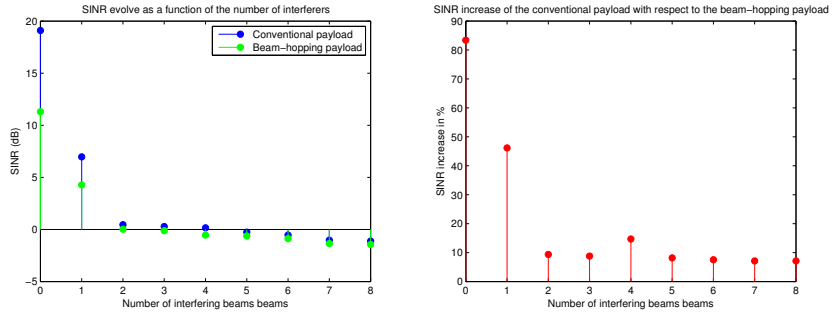 SINR evolve as a function of the number of interferers
20
15
10
5
0
−5
SINR (dB)
Conventional payload
Beam−hopping payload
0 1 2 3 4 5 6 7 8
Number of interfering beams beams
SINR increase of the conventional payload with respect to the beam−hopping payload
90
80
70
60
50
40
30
20
10
0
SINR increase in %
0 1 2 3 4 5 6 7 8
Number of interfering beams beams